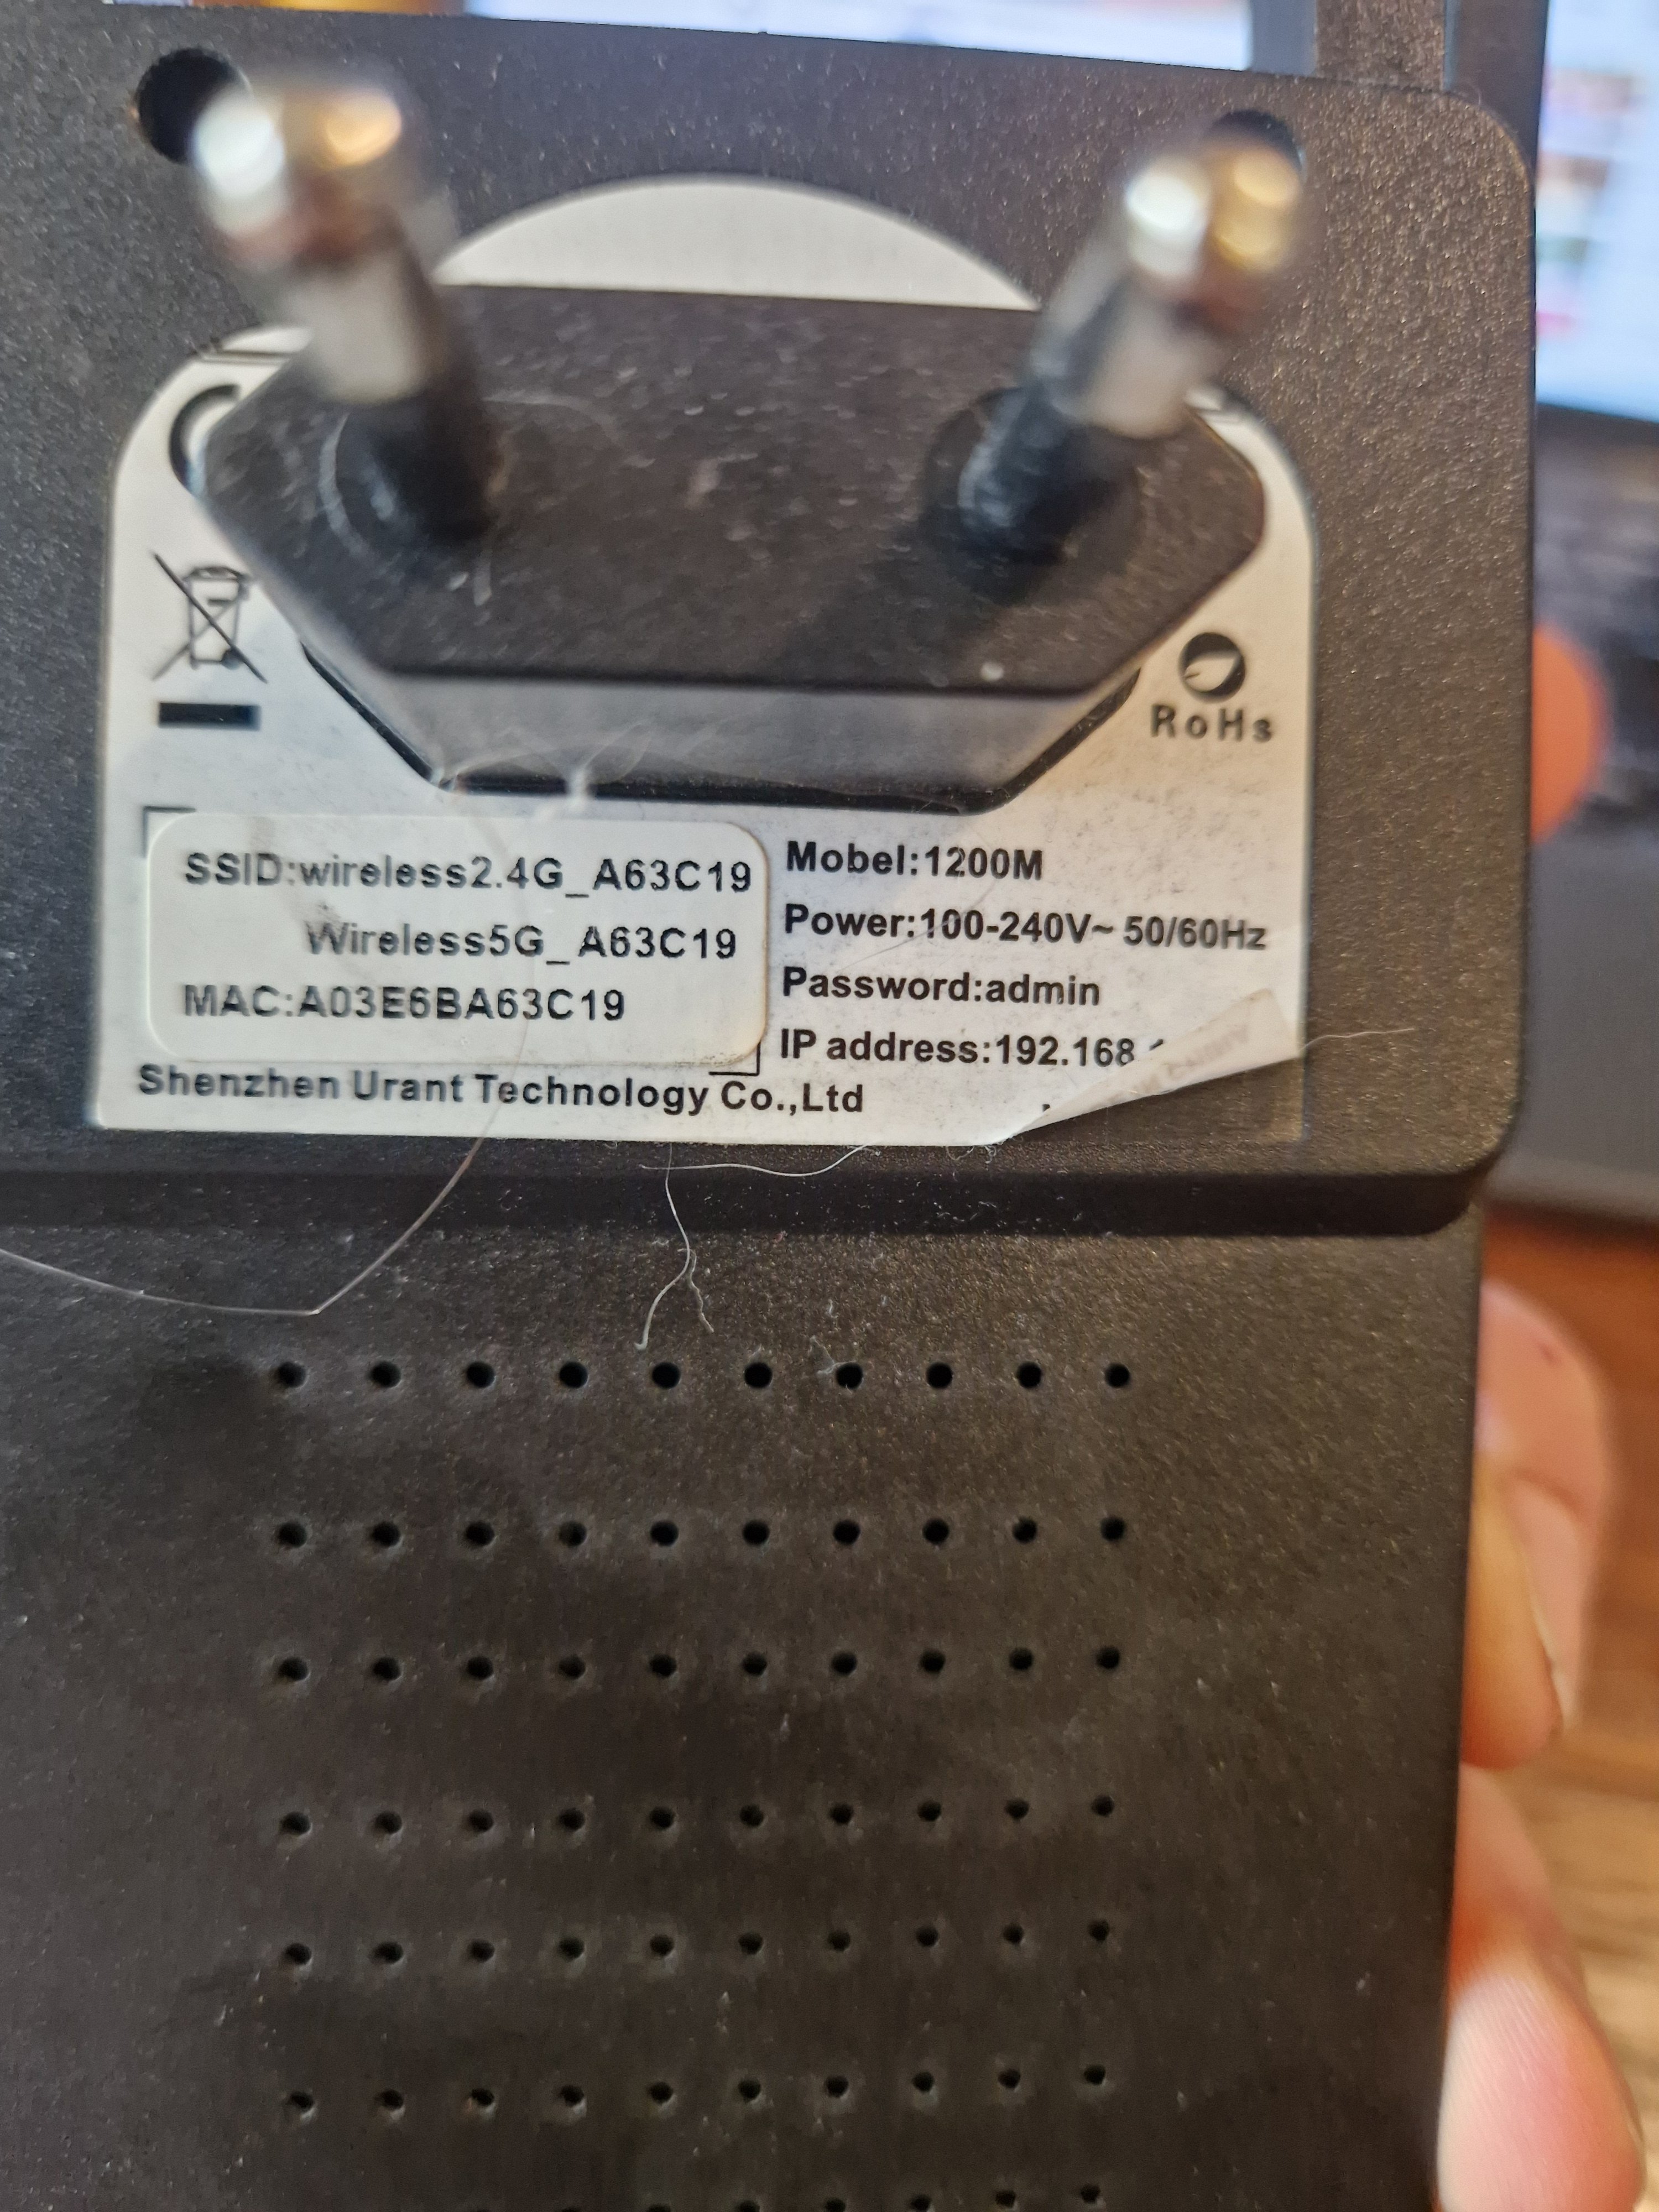 SSID:wireless2.4G_A63C19
Wireless5G_A63C19
MAC:A03E6BA63C19
Mobel:1200M
Power:100-240V~ 50/60Hz
Password:admin
IP address:192.168
Shenzhen Urant Technology Co.,Ltd
RoHs